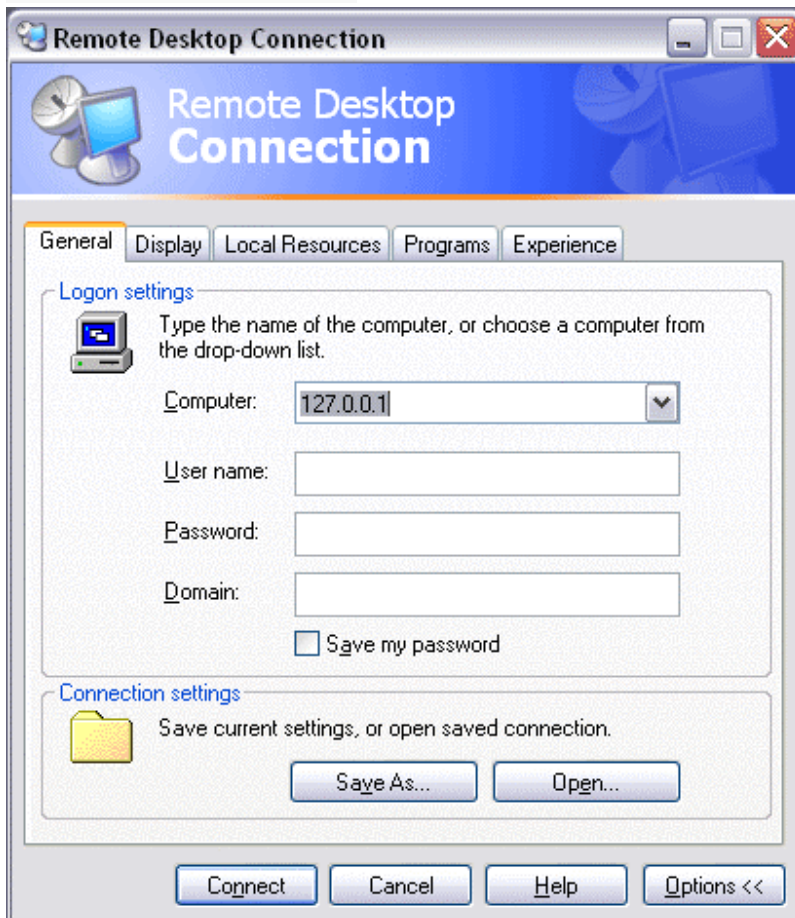 Remote Desktop Connection
Remote Desktop
Connection
General Display Local Resources Programs Experience
Logon settings
Type the name of the computer, or choose a computer from
the drop-down list.
Computer: 127.0.0.1
User name:
Password:
Domain:
Save my password
Connection settings
Save current settings, or open saved connection.
Save As... Open...
Connect Cancel Help Options <<